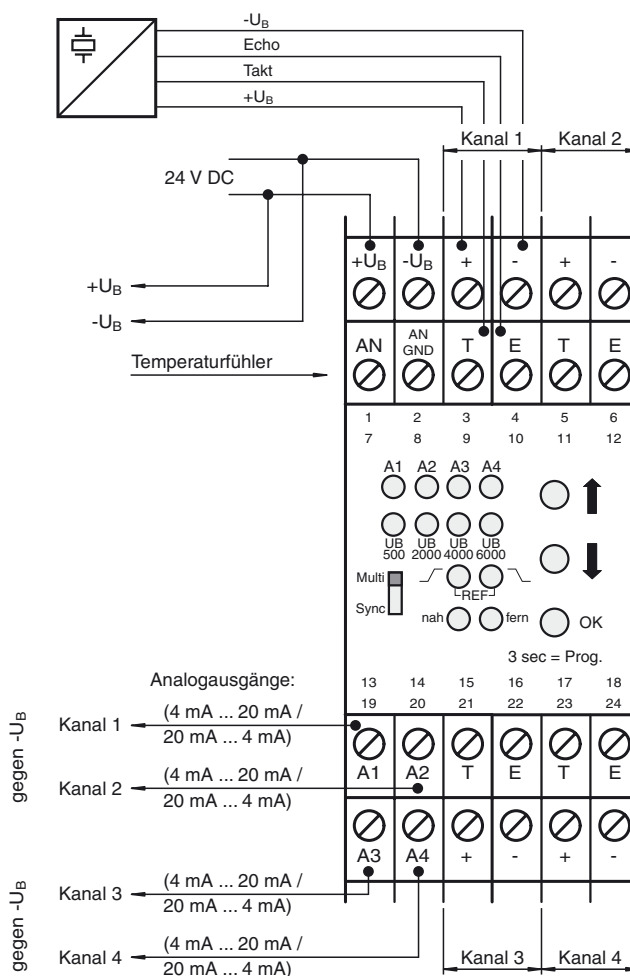 -UB
Echo
Takt
+UB
Kanal 1 Kanal 2
24 V DC
+UB -UB + - + -
+UB
-UB
AN AN GND T E T E
Temperaturfühler
1 2 3 4 5 6
7 8 9 10 11 12
A1 A2 A3 A4
UB 500 UB 2000 UB 4000 UB 6000
Multi
REF
Sync
nah fern OK
3 sec = Prog.
Analogausgänge:
13 14 15 16 17 18
19 20 21 22 23 24
gegen -UB
Kanal 1 (4 mA ... 20 mA /
20 mA ... 4 mA)
A1 A2 T E T E
Kanal 2 (4 mA ... 20 mA /
20 mA ... 4 mA)
A3 A4 + - + -
gegen -UB
Kanal 3 (4 mA ... 20 mA /
20 mA ... 4 mA)
Kanal 4 (4 mA ... 20 mA /
20 mA ... 4 mA)
Kanal 3 Kanal 4